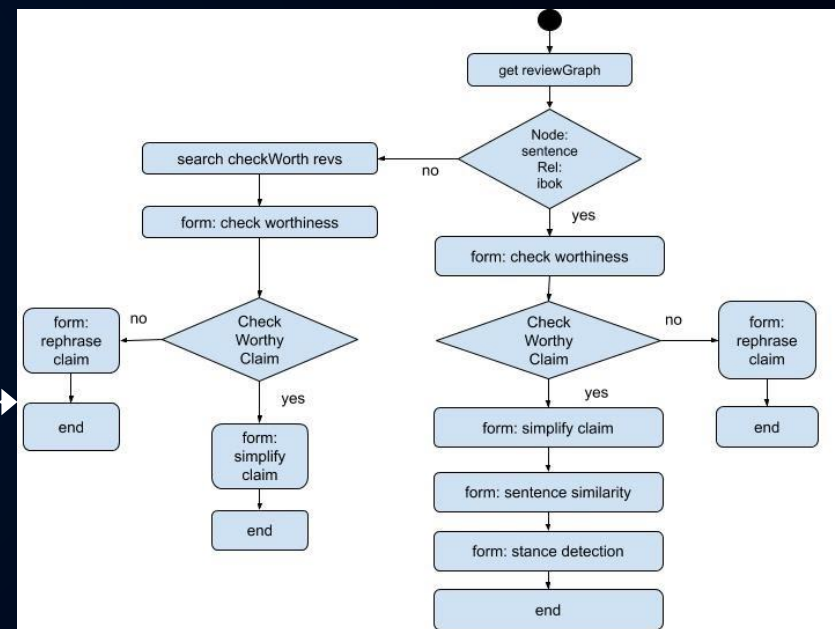 get reviewGraph
Node:
sentence
Rel:
ibok
no
yes
search checkWorth revs
form: check worthiness
form: check worthiness
Check
Worthy
Claim
no
yes
form:
rephrase
claim
end
form:
simplify
claim
end
Check
Worthy
Claim
no
yes
form:
rephrase
claim
end
form: simplify claim
form: sentence similarity
form: stance detection
end